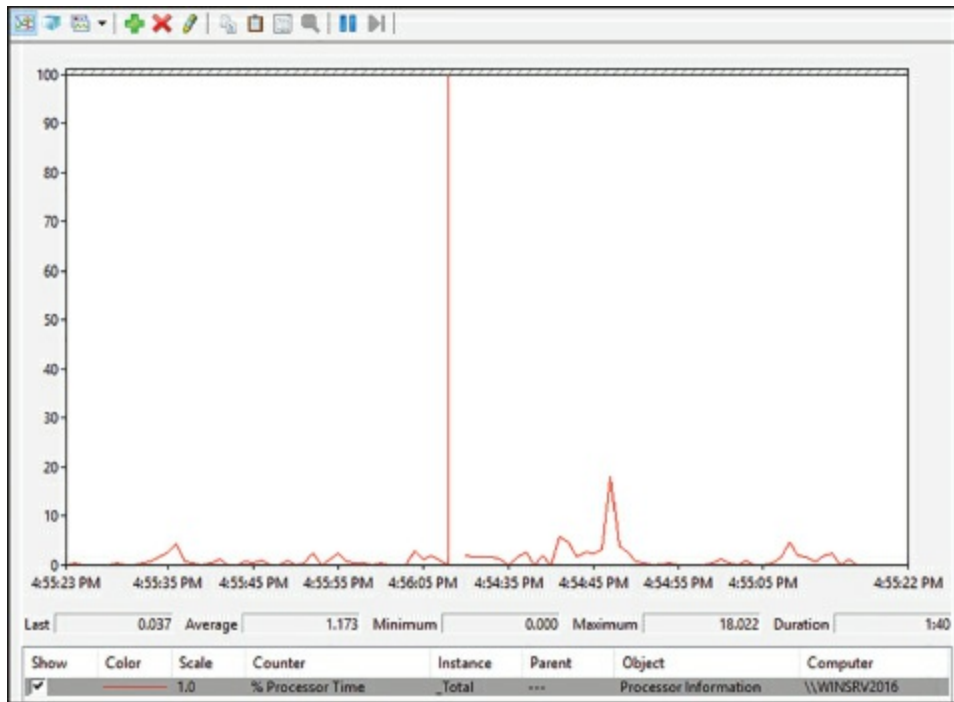 100
90
80
70
60
50
40
30
20
10
0
4:55:23 PM 4:55:35 PM 4:55:45 PM 4:55:55 PM 4:56:05 PM 4:54:35 PM 4:54:45 PM 4:54:55 PM 4:55:05 PM 4:55:22 PM
Last 0.037 Average 1.173 Minimum 0.000 Maximum 18.022 Duration 1:40
Show Color Scale Counter Instance Parent Object Computer
1.0 % Processor Time _Total --- Processor Information \\WINSRV2016